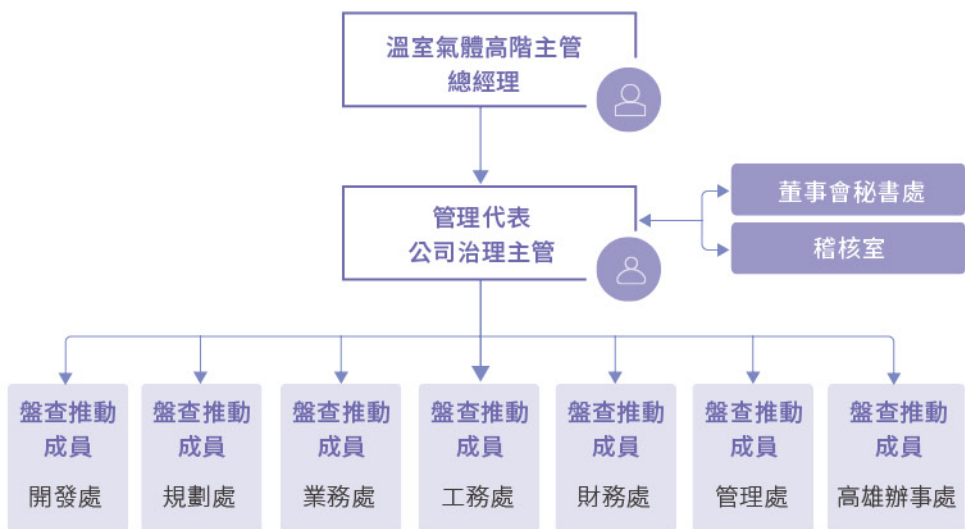 溫室氣體高階主管
總經理
管理代表
公司治理主管
董事會秘書處
稽核室
盤查推動
成員
開發處
盤查推動
成員
規劃處
盤查推動
成員
業務處
盤查推動
成員
工務處
盤查推動
成員
財務處
盤查推動
成員
管理處
盤查推動
成員
高雄辦事處